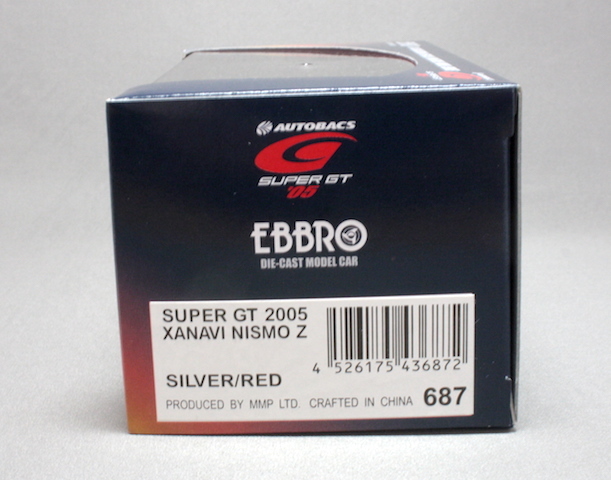 AUTOBACS
SUPER GT
'05
EBBRO
DIE-CAST MODEL CAR
SUPER GT 2005
XANAVI NISMO Z
4 526175 436872
SILVER/RED
PRODUCED BY MMP LTD. CRAFTED IN CHINA 687